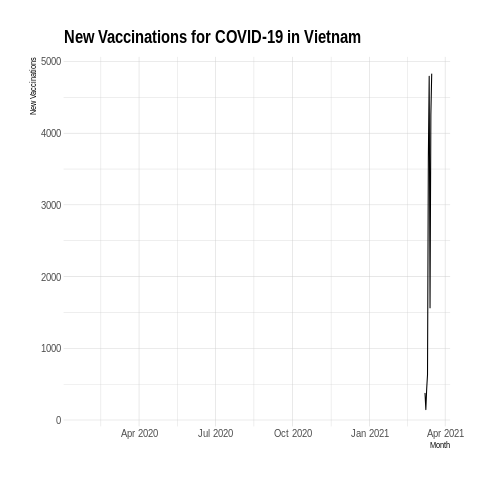 New Vaccinations for COVID-19 in Vietnam
New Vaccinations
5000
4000
3000
2000
1000
0
Apr 2020 Jul 2020 Oct 2020 Jan 2021 Apr 2021
Month